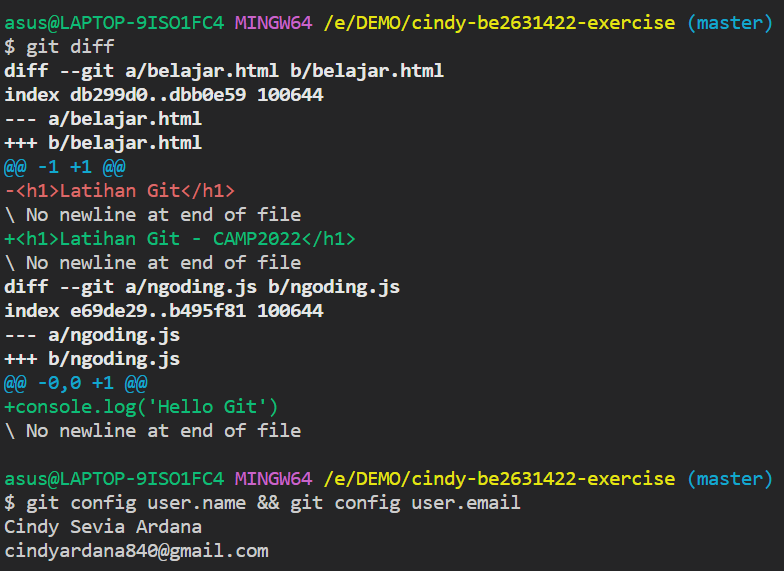 asus@LAPTOP-9ISO1FC4 MINGW64 /e/DEMO/cindy-be2631422-exercise (master)
$ git diff
diff --git a/belajar.html b/belajar.html
index db299d0..dbb0e59 100644
--- a/belajar.html
+++ b/belajar.html
@@ -1 +1 @@
-<h1>Latihan Git</h1>
\ No newline at end of file
+<h1>Latihan Git - CAMP2022</h1>
\ No newline at end of file
diff --git a/ngoding.js b/ngoding.js
index e69de29..b495f81 100644
--- a/ngoding.js
+++ b/ngoding.js
@@ -0,0 +1 @@
+console.log('Hello Git')
\ No newline at end of file
asus@LAPTOP-9ISO1FC4 MINGW64 /e/DEMO/cindy-be2631422-exercise (master)
$ git config user.name && git config user.email
Cindy Sevia Ardana
cindyardana840@gmail.com